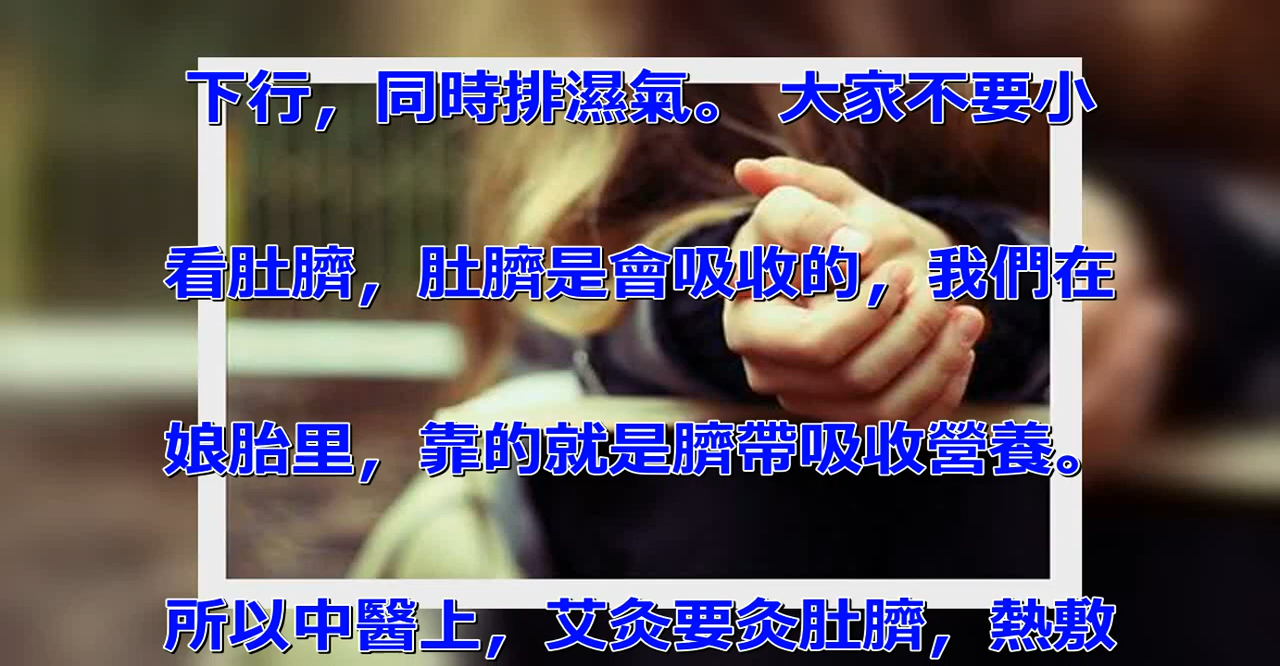 下行，同時排濕氣。 大家不要小
看肚臍，肚臍是會吸收的，我們在
娘胎里，靠的就是臍帶吸收營養。
所以中醫上，艾灸要灸肚臍，熱敷